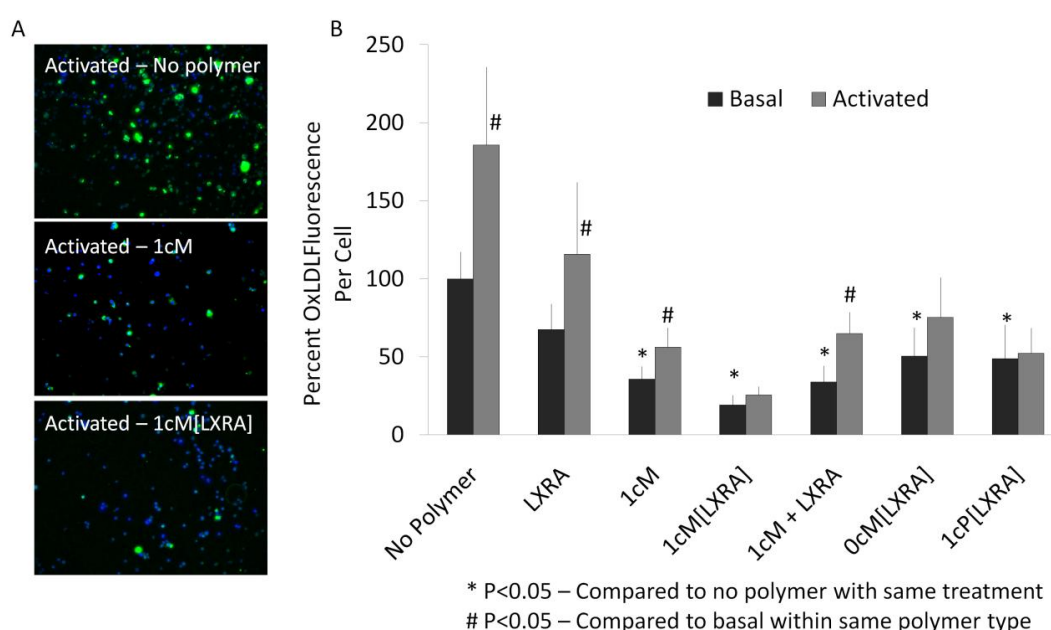 A
Activated – No polymer
Activated – 1cM
Activated – 1cM[LXRA]
B
Percent OxLDLFluorescence
Per Cell
250
200
150
100
50
0
Basal
Activated
#
#
*
#
*
*
#
*
*
No Polymer
LXRA
1cM
1cM[LXRA]
1cM + LXRA
0cM[LXRA]
1cP[LXRA]
* P<0.05 – Compared to no polymer with same treatment
# P<0.05 – Compared to basal within same polymer type